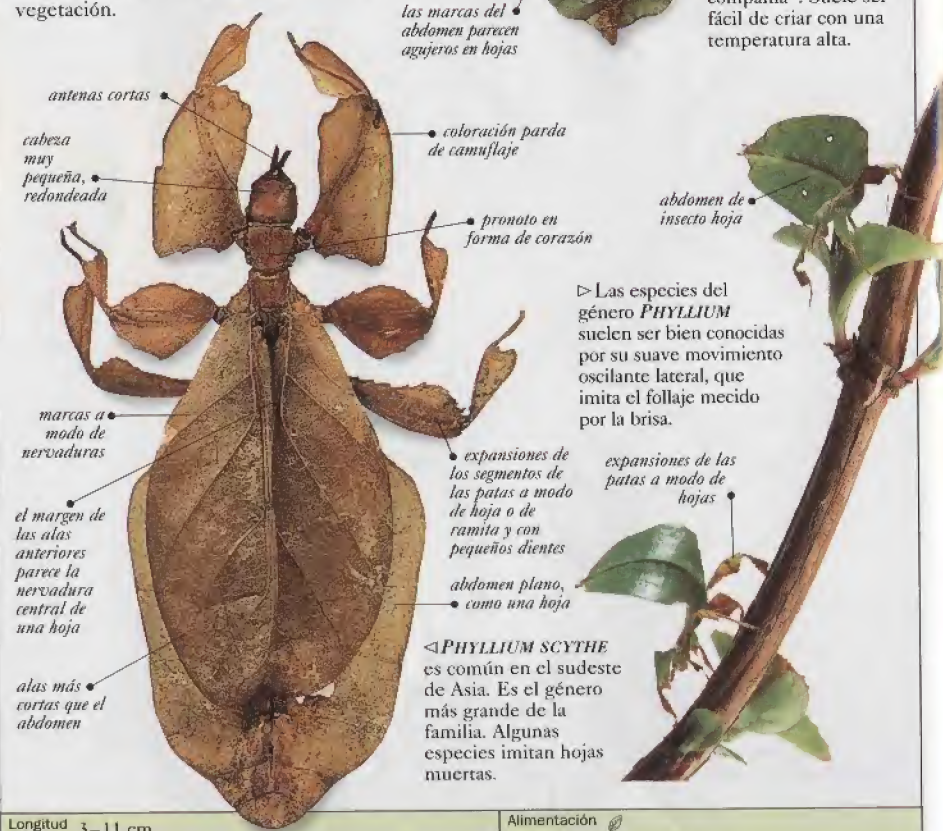 vegetación.
las marcas del
abdomen parecen
agujeros en hojas
fácil de criar con una
temperatura alta.
antenas cortas
cabeza
muy
pequeña,
redondeada
coloración parda
de camuflaje
pronoto en
forma de corazón
abdomen de
insecto hoja
▷Las especies del
género PHYLLIUM
suelen ser bien conocidas
por su suave movimiento
oscilante lateral, que
imita el follaje mecido
por la brisa.
marcas a
modo de
nervaduras
expansiones de
los segmentos de
las patas a modo
de hoja o de
ramita y con
pequeños dientes
expansiones de las
patas a modo de
hojas
el margen de
las alas
anteriores
parece la
nervadura
central de
una hoja
abdomen plano,
como una hoja
◁PHYLLIUM SCYTHE
es común en el sudeste
de Asia. Es el género
más grande de la
familia. Algunas
especies imitan hojas
muertas.
alas más
cortas que el
abdomen
Longitud 3–11 cm
Alimentación